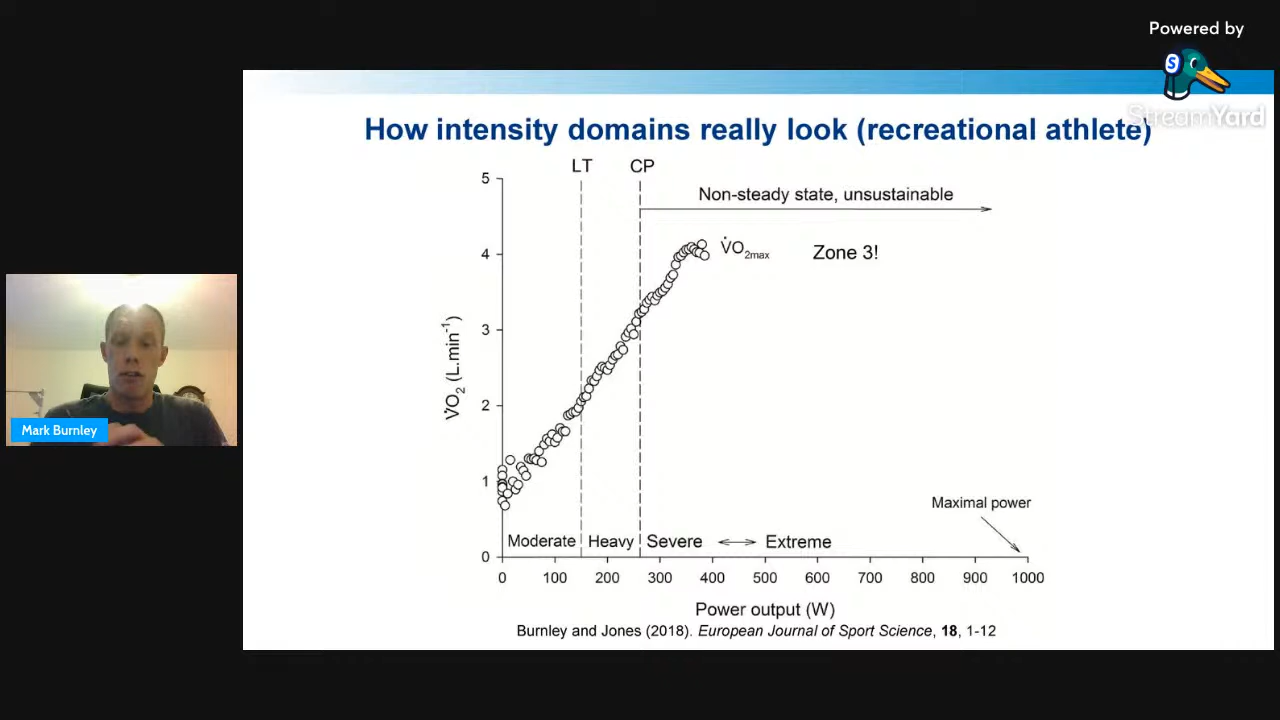 Powered by
S
StreamYard
How intensity domains really look (recreational athlete)
LT
CP
5
Non-steady state, unsustainable
4
V̇O2max
Zone 3!
3
V̇O2 (L.min-1)
2
Mark Burnley
1
Maximal power
Moderate
Heavy
Severe
Extreme
0
0 100 200 300 400 500 600 700 800 900 1000
Power output (W)
Burnley and Jones (2018). European Journal of Sport Science, 18, 1-12